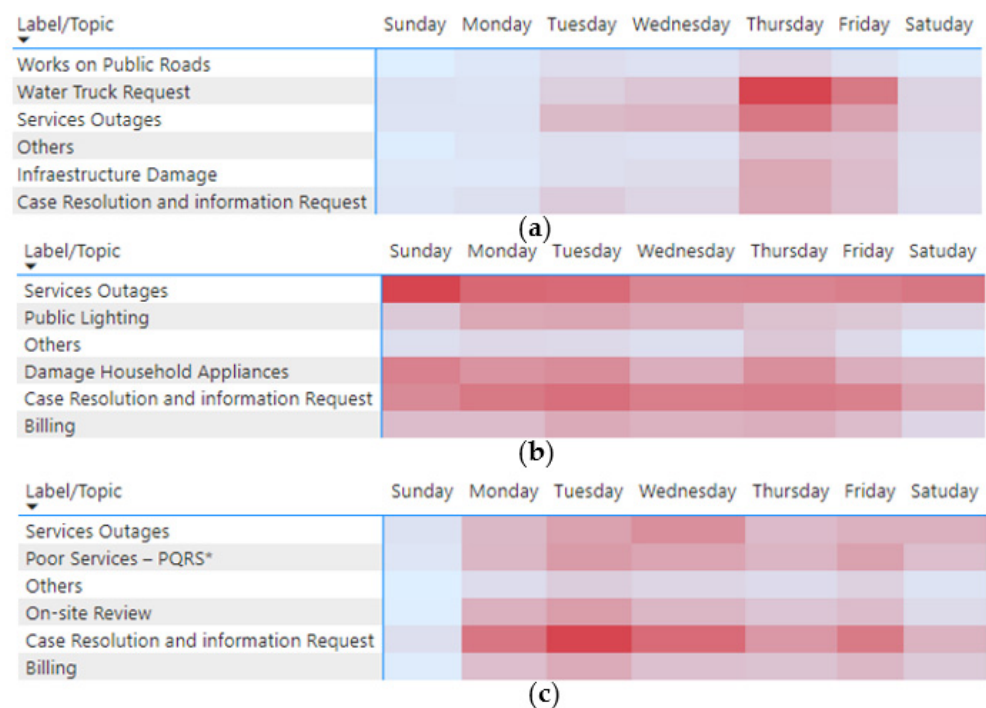 Label/Topic Sunday Monday Tuesday Wednesday Thursday Friday Satuday
Works on Public Roads
Water Truck Request
Services Outages
Others
Infraestructure Damage
Case Resolution and information Request
(a)
Label/Topic Sunday Monday Tuesday Wednesday Thursday Friday Satuday
Services Outages
Public Lighting
Others
Damage Household Appliances
Case Resolution and information Request
Billing
(b)
Label/Topic Sunday Monday Tuesday Wednesday Thursday Friday Satuday
Services Outages
Poor Services – PQRS*
Others
On-site Review
Case Resolution and information Request
Billing
(c)